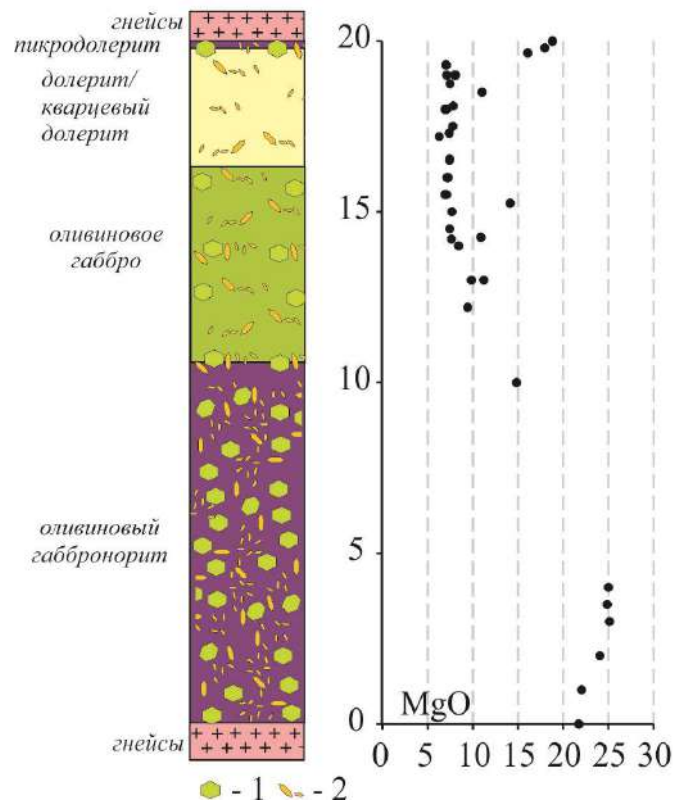 гнейсы
пикродолерит
долерит/
кварцевый
долерит
оливиновое
габбро
оливиновый
габбронорит
гнейсы
- 1
- 2
20
15
10
5
0
MgO
0 5 10 15 20 25 30